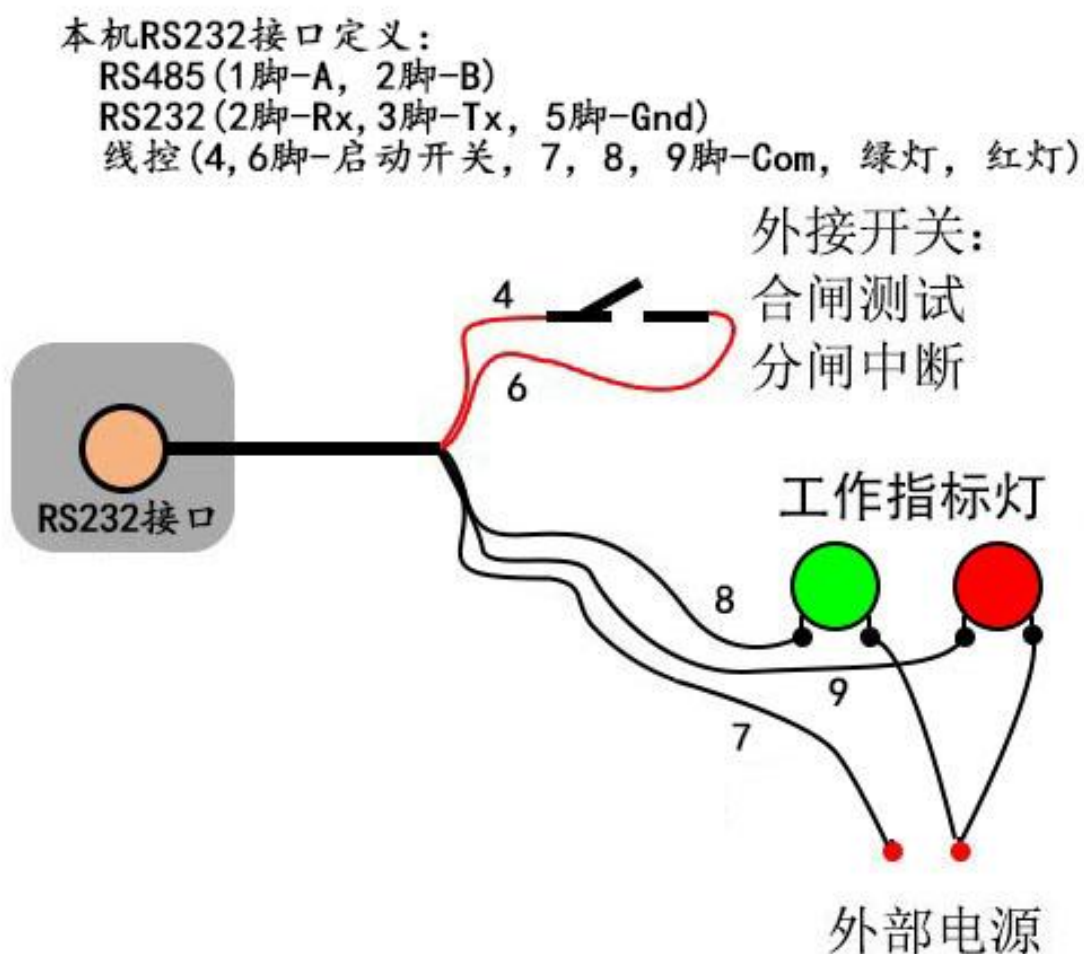 本机RS232接口定义：
RS485(1脚-A, 2脚-B)
RS232(2脚-Rx,3脚-Tx, 5脚-Gnd)
线控(4,6脚-启动开关, 7, 8, 9脚-Com, 绿灯, 红灯)
外接开关：
合闸测试
分闸中断
4
6
RS232接口
工作指标灯
8
9
7
外部电源